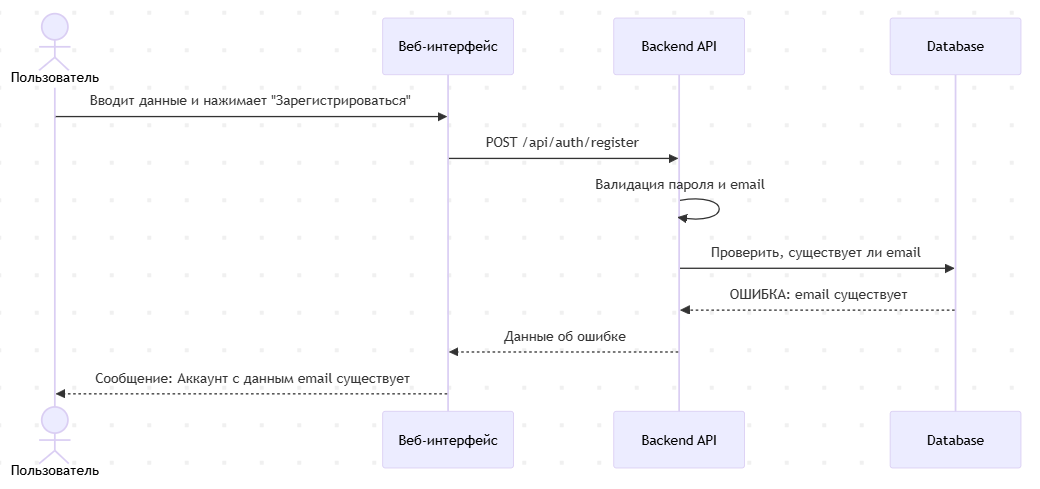 Пользователь
Веб-интерфейс
Backend API
Database
Вводит данные и нажимает "Зарегистрироваться"
POST /api/auth/register
Валидация пароля и email
Проверить, существует ли email
ОШИБКА: email существует
Данные об ошибке
Сообщение: Аккаунт с данным email существует
Пользователь
Веб-интерфейс
Backend API
Database